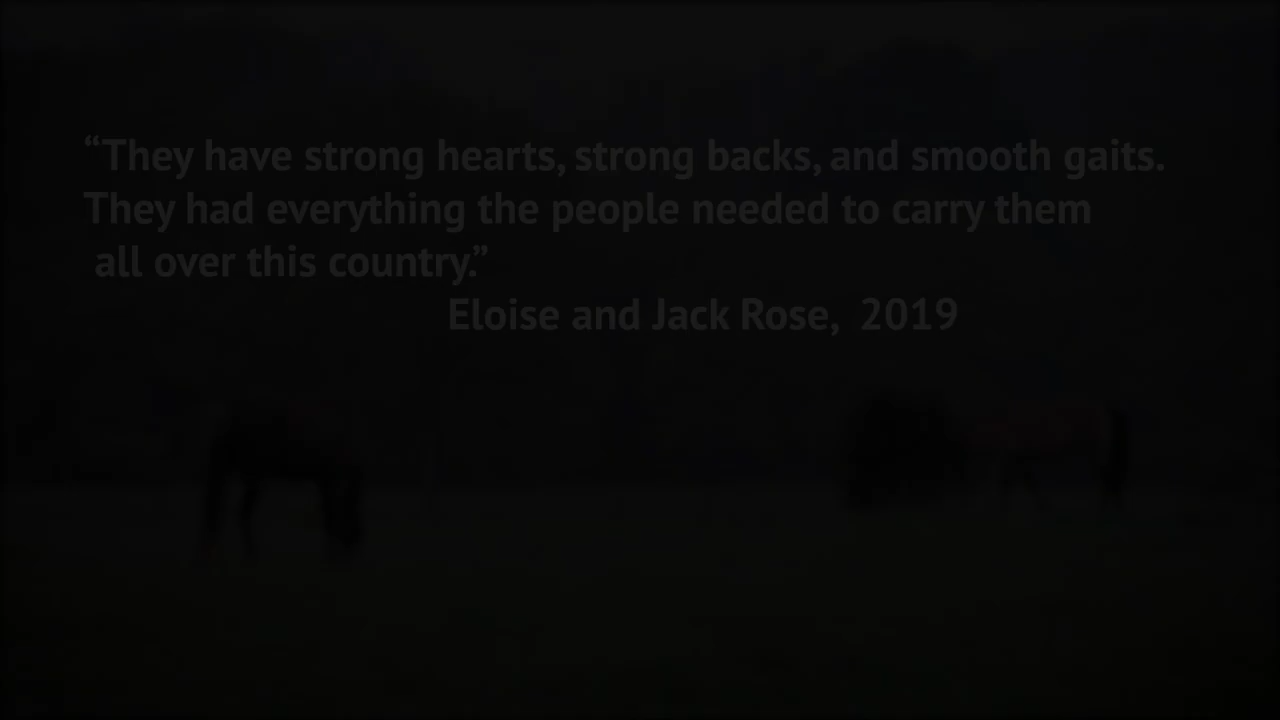 “They have strong hearts, strong backs, and smooth gaits.
They had everything the people needed to carry them
all over this country.”
Eloise and Jack Rose, 2019